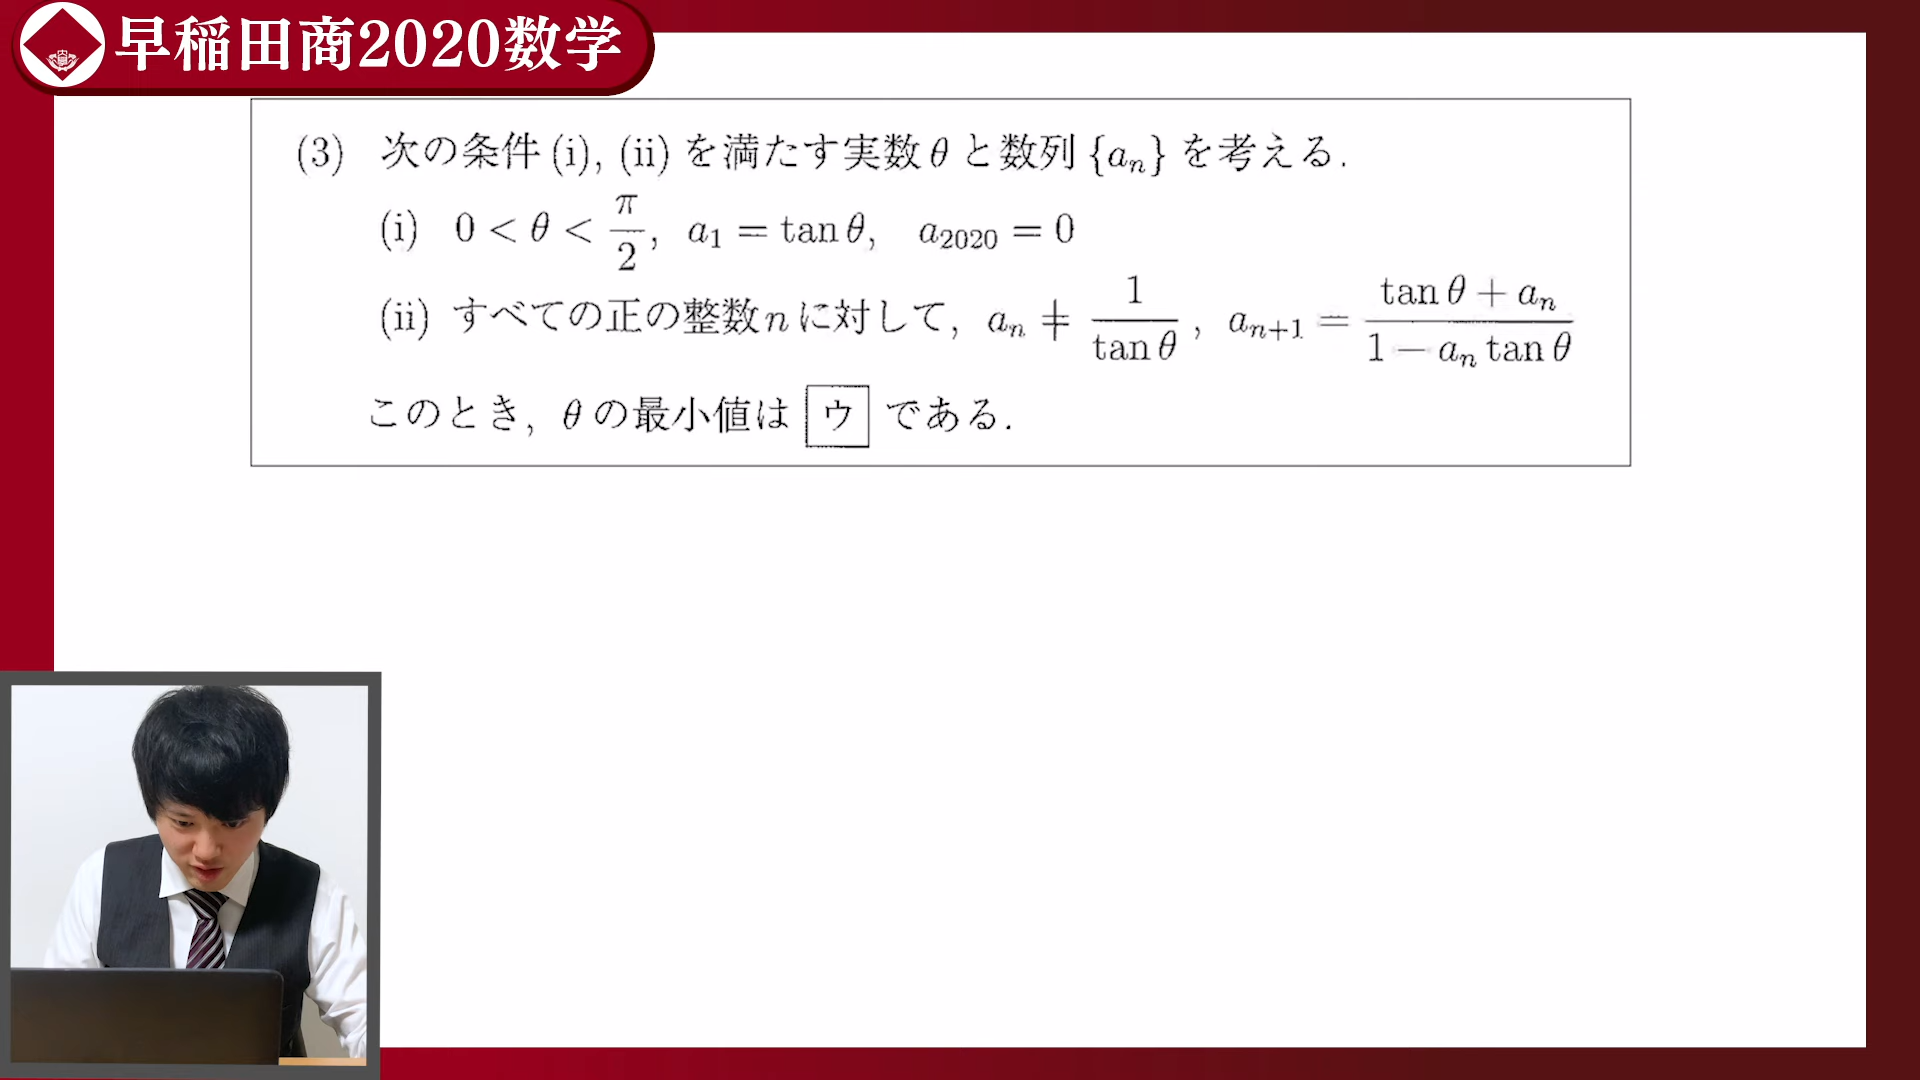 早稲田商2020数学
(3) 次の条件 (i), (ii) を満たす実数 θ と数列 {aₙ} を考える.
(i) 0 < θ < π/2, a₁ = tan θ, a₂₀₂₀ = 0
(ii) すべての正の整数 n に対して, aₙ ≠ 1/tan θ, aₙ₊₁ = (tan θ + aₙ)/(1 − aₙ tan θ)
このとき, θ の最小値は ウ である.